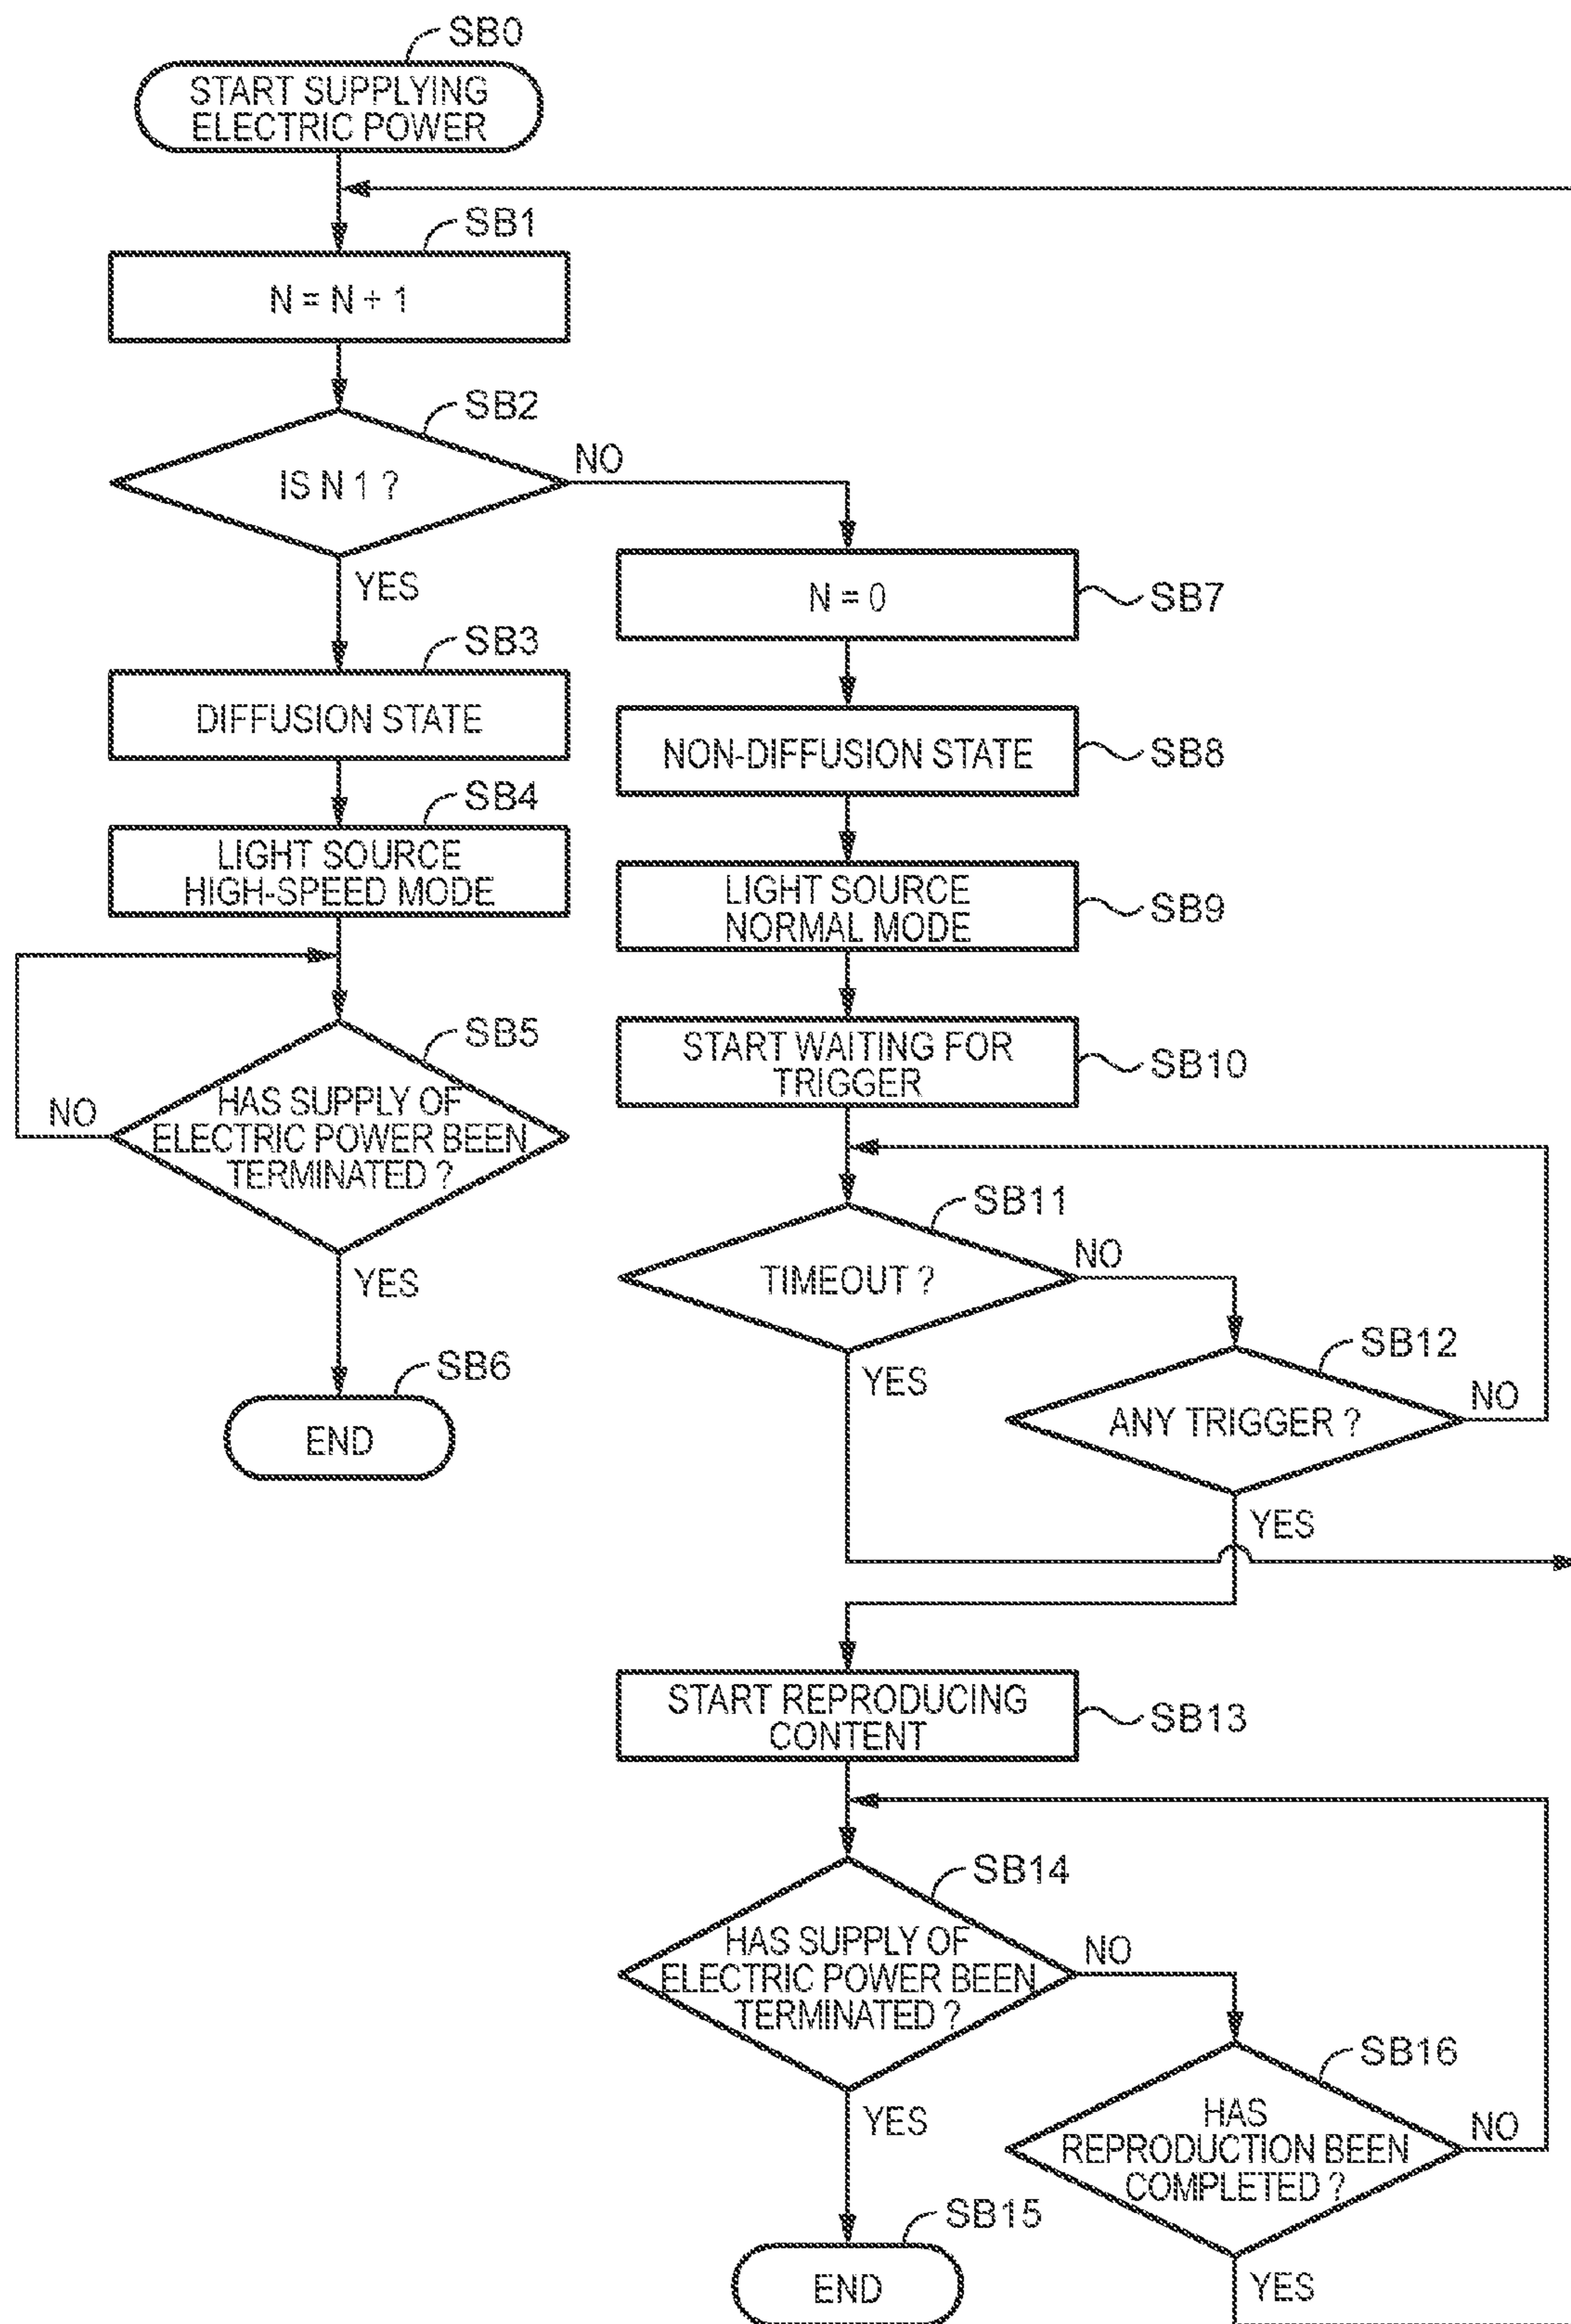 SB0
START SUPPLYING
ELECTRIC POWER
SB1
N = N + 1
SB2
IS N 1 ?
NO
YES
SB3
DIFFUSION STATE
SB4
LIGHT SOURCE
HIGH-SPEED MODE
SB5
HAS SUPPLY OF
ELECTRIC POWER BEEN
TERMINATED ?
NO
YES
SB6
END
N = 0
SB7
NON-DIFFUSION STATE
SB8
LIGHT SOURCE
NORMAL MODE
SB9
START WAITING FOR
TRIGGER
SB10
SB11
TIMEOUT ?
NO
YES
SB12
ANY TRIGGER ?
NO
YES
START REPRODUCING
CONTENT
SB13
SB14
HAS SUPPLY OF
ELECTRIC POWER BEEN
TERMINATED ?
NO
YES
SB15
END
SB16
HAS
REPRODUCTION BEEN
COMPLETED ?
NO
YES